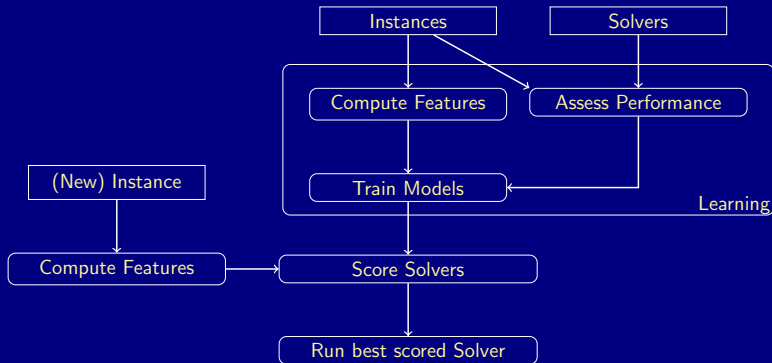 Instances
Solvers
Compute Features
Assess Performance
(New) Instance
Train Models
Learning
Compute Features
Score Solvers
Run best scored Solver